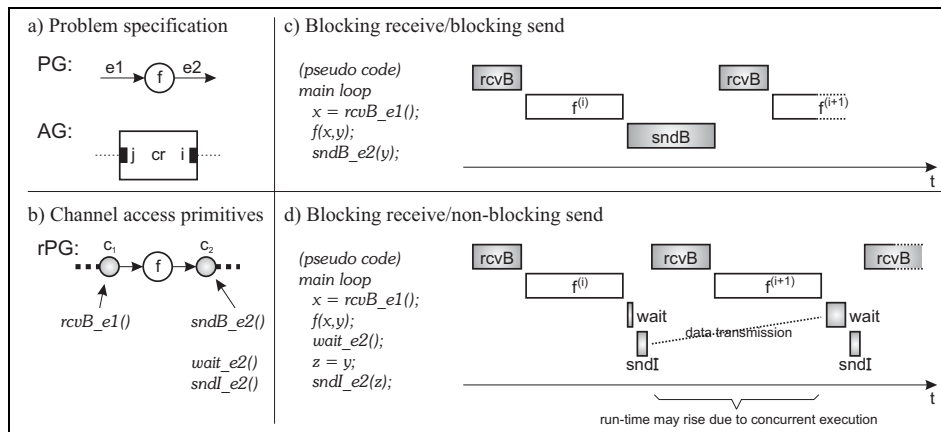 a) Problem specification
PG:
e1
f
e2
AG:
j cr i
c) Blocking receive/blocking send
(pseudo code)
main loop
x = rcvB_e1();
f(x,y);
sndB_e2(y);
rcvB
f(i)
sndB
rcvB
f(i+1)
t
b) Channel access primitives
rPG:
c1
f
c2
rcvB_e1()
sndB_e2()
wait_e2()
sndI_e2()
d) Blocking receive/non-blocking send
(pseudo code)
main loop
x = rcvB_e1();
f(x,y);
wait_e2();
z = y;
sndI_e2(z);
rcvB
f(i)
wait
sndI
data transmission
rcvB
f(i+1)
wait
sndI
rcvB
t
run-time may rise due to concurrent execution